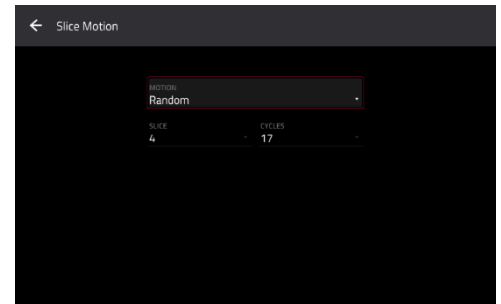 Slice Motion
MOTION
Random
SLICE CYCLES
4 17